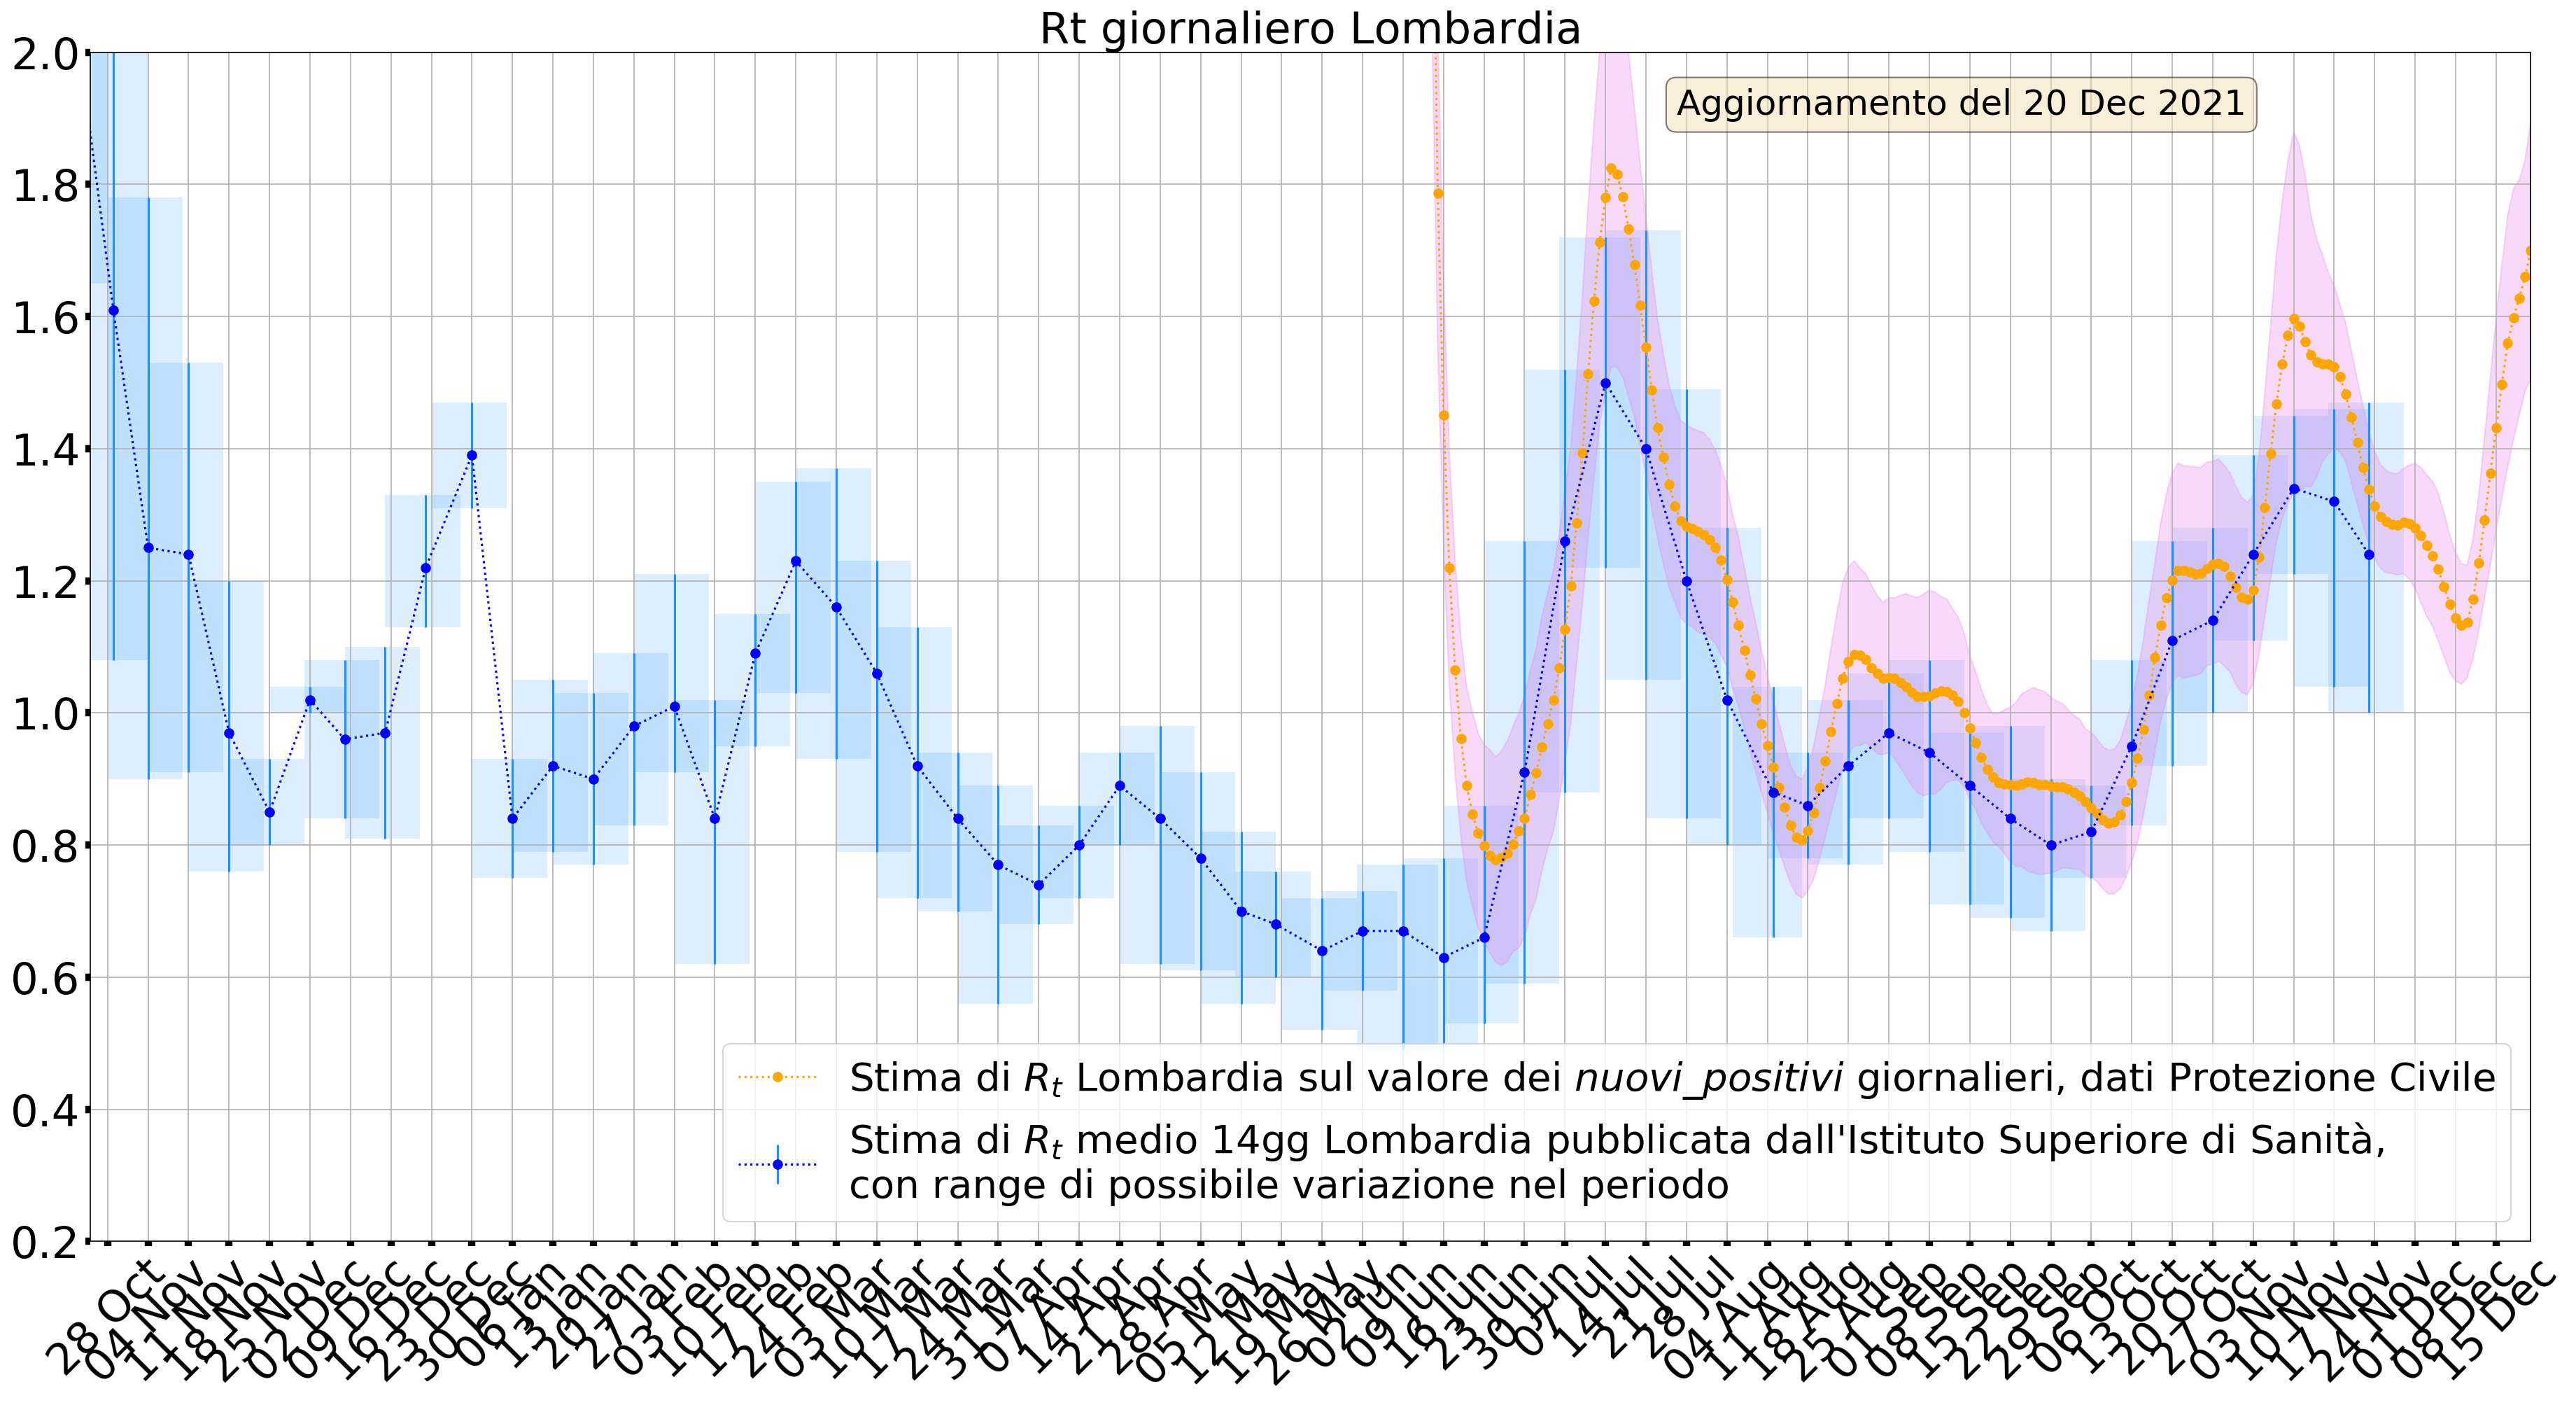 Rt giornaliero Lombardia
Aggiornamento del 20 Dec 2021
2.0
1.8
1.6
1.4
1.2
1.0
0.8
0.6
0.4
0.2
Stima di Rt Lombardia sul valore dei nuovi_positivi giornalieri, dati Protezione Civile
Stima di Rt medio 14gg Lombardia pubblicata dall'Istituto Superiore di Sanità,
con range di possibile variazione nel periodo
28 Oct
04 Nov
11 Nov
18 Nov
25 Nov
02 Dec
09 Dec
16 Dec
23 Dec
30 Dec
06 Jan
13 Jan
20 Jan
27 Jan
03 Feb
10 Feb
17 Feb
24 Feb
03 Mar
10 Mar
17 Mar
24 Mar
31 Mar
07 Apr
14 Apr
21 Apr
28 Apr
05 May
12 May
19 May
26 May
02 Jun
09 Jun
16 Jun
23 Jun
30 Jun
07 Jul
14 Jul
21 Jul
28 Jul
04 Aug
11 Aug
18 Aug
25 Aug
01 Sep
08 Sep
15 Sep
22 Sep
29 Sep
06 Oct
13 Oct
20 Oct
27 Oct
03 Nov
10 Nov
17 Nov
24 Nov
01 Dec
08 Dec
15 Dec